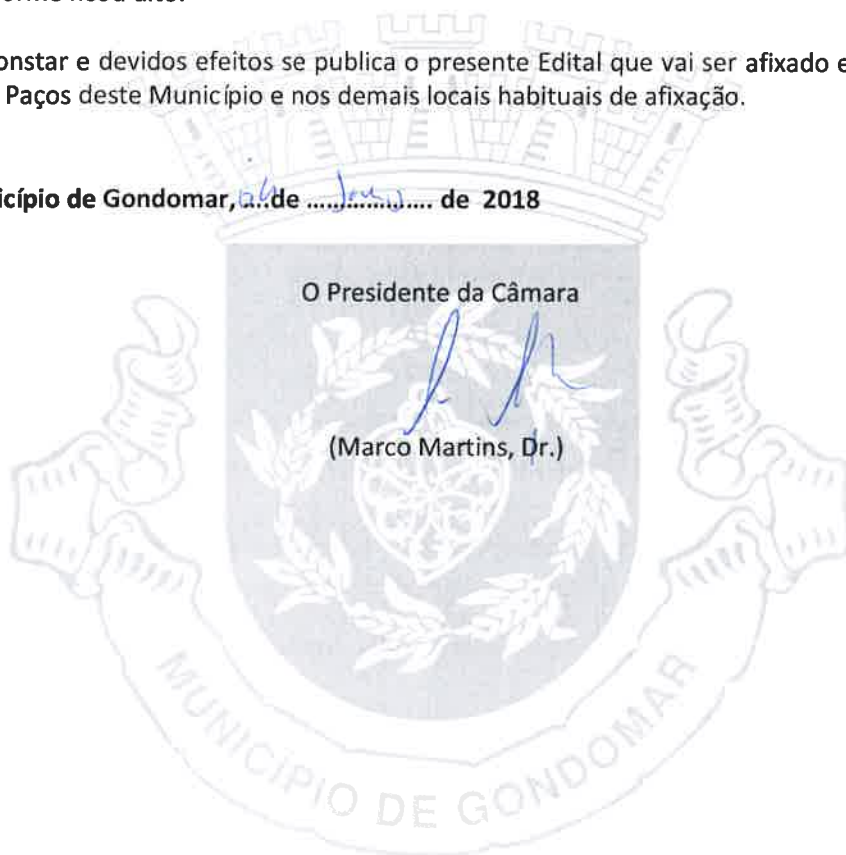 onstar e devidos efeitos se publica o presente Edital que vai ser afixado e
Paços deste Município e nos demais locais habituais de afixação.
icípio de Gondomar, ....de .................... de 2018
O Presidente da Câmara
(Marco Martins, Dr.)
MUNICÍPIO DE GONDOMAR